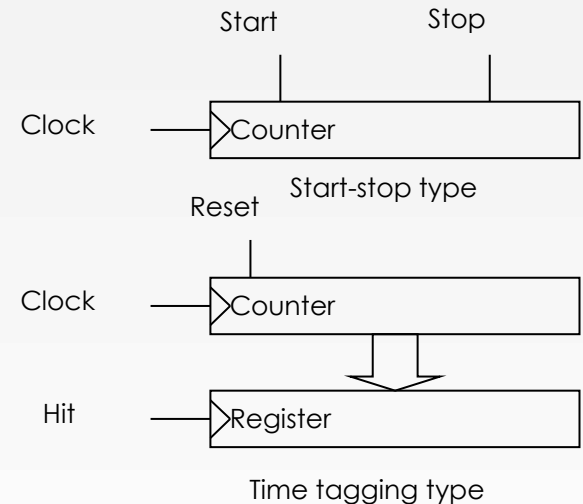 Start Stop
Clock
Counter
Start-stop type
Reset
Clock
Counter
Hit
Register
Time tagging type